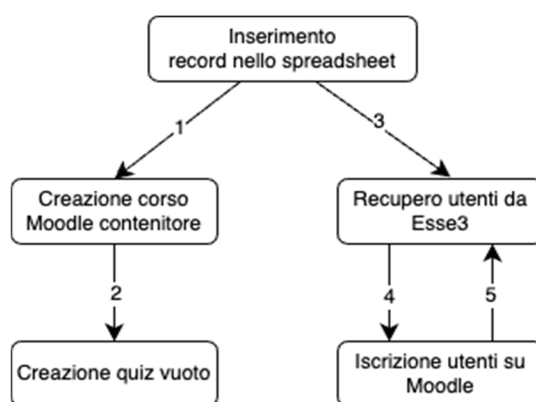 Inserimento
record nello spreadsheet
1
3
Creazione corso
Moodle contenitore
Recupero utenti da
Esse3
2
4
5
Creazione quiz vuoto
Iscrizione utenti su
Moodle